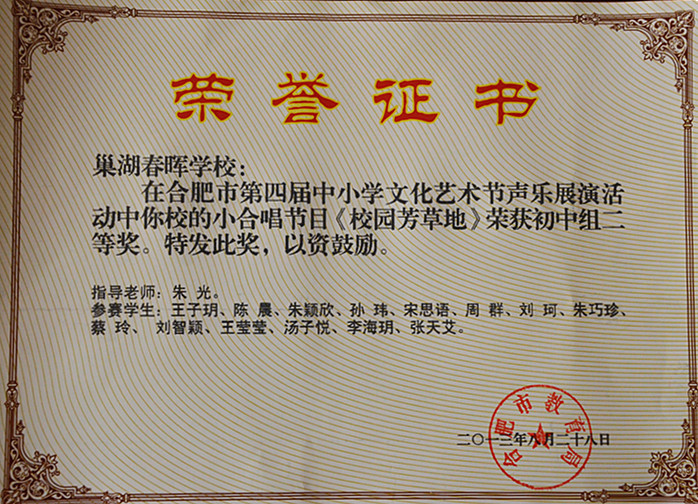 荣誉证书
巢湖春晖学校：
在合肥市第四届中小学文化艺术节声乐展演活
动中你校的小合唱节目《校园芳草地》荣获初中组二
等奖。特发此奖，以资鼓励。
指导老师：朱 光。
参赛学生：王子玥、陈 晨、朱颖欣、孙 玮、宋思语、周 群、刘 珂、朱巧珍、
蔡 玲、 刘智颖、王莹莹、汤子悦、李海玥、张天艾。
合肥市教育局
二〇一三年八月二十八日